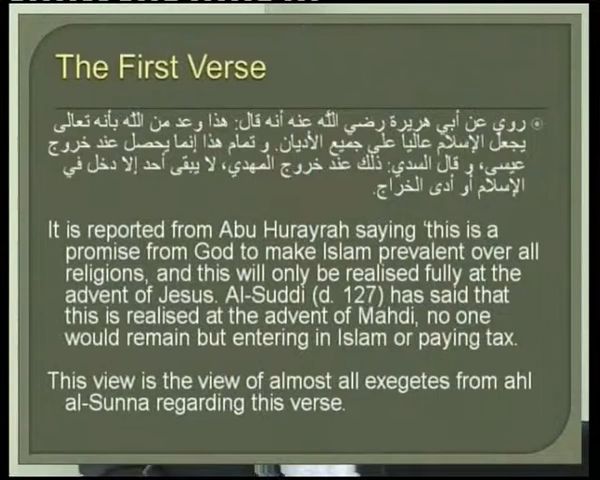 The First Verse
روي عن أبي هريرة رضي الله عنه أنه قال: هذا وعد من الله بأنه تعالى
يجعل الإسلام عاليا على جميع الأديان. و تمام هذا إنما يحصل عند خروج
عيسى، و قال السدي: ذلك عند خروج المهدي، لا يبقى أحد إلا دخل في
الإسلام أو أدى الخراج.
It is reported from Abu Hurayrah saying ‘this is a
promise from God to make Islam prevalent over all
religions, and this will only be realised fully at the
advent of Jesus. Al-Suddi (d. 127) has said that
this is realised at the advent of Mahdi, no one
would remain but entering in Islam or paying tax.
This view is the view of almost all exegetes from ahl
al-Sunna regarding this verse.